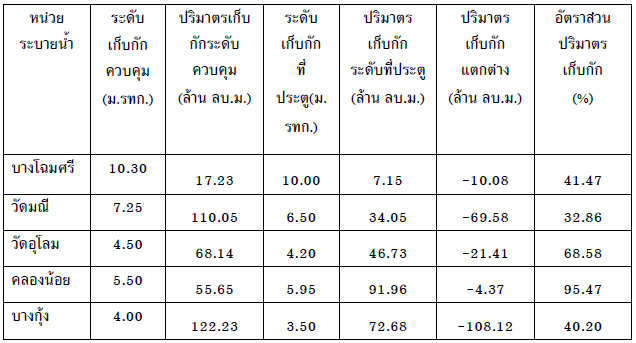 หน่วยระบายน้ำ ระดับเก็บกักควบคุม (ม.รทก.) ปริมาตรเก็บกักระดับควบคุม (ล้าน ลบ.ม.) ระดับเก็บกักที่ประตู(ม.รทก.) ปริมาตรเก็บกักระดับที่ประตู (ล้าน ลบ.ม.) ปริมาตรเก็บกักแตกต่าง (ล้าน ลบ.ม.) อัตราส่วนปริมาตรเก็บกัก (%)
บางโฉมศรี 10.30 17.23 10.00 7.15 -10.08 41.47
วัดมณี 7.25 110.05 6.50 34.05 -69.58 32.86
วัดอุโลม 4.50 68.14 4.20 46.73 -21.41 68.58
คลองน้อย 5.50 55.65 5.95 91.96 -4.37 95.47
บางกุ้ง 4.00 122.23 3.50 72.68 -108.12 40.20